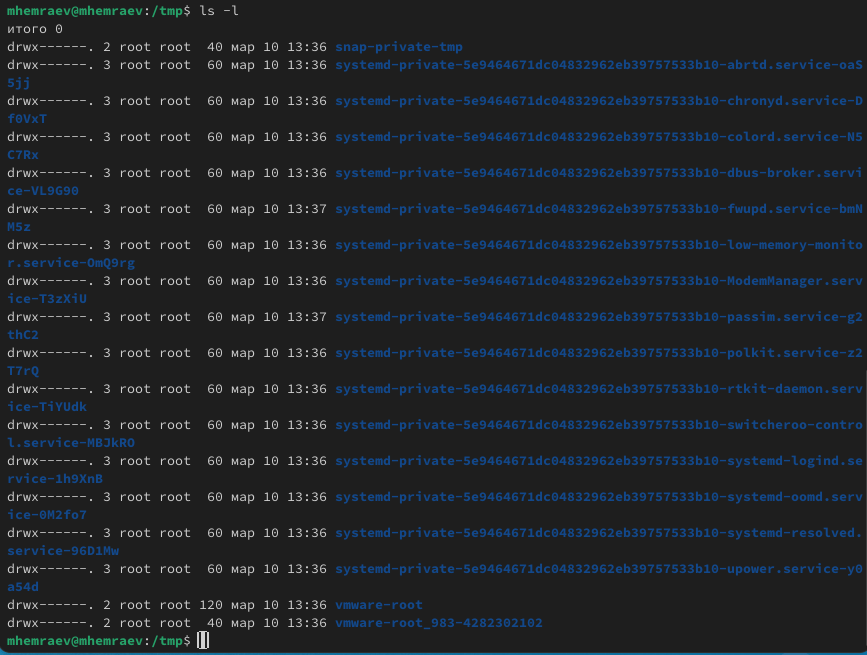 mhemraev@mhemraev:/tmp$ ls -l
итого 0
drwx------. 2 root root  40 мар 10 13:36 snap-private-tmp
drwx------. 3 root root  60 мар 10 13:36 systemd-private-5e9464671dc04832962eb39757533b10-abrtd.service-oaS
Sjj
drwx------. 3 root root  60 мар 10 13:36 systemd-private-5e9464671dc04832962eb39757533b10-chronyd.service-D
f0VxT
drwx------. 3 root root  60 мар 10 13:36 systemd-private-5e9464671dc04832962eb39757533b10-colord.service-N5
C7Rx
drwx------. 3 root root  60 мар 10 13:36 systemd-private-5e9464671dc04832962eb39757533b10-dbus-broker.servi
ce-VL9G90
drwx------. 3 root root  60 мар 10 13:37 systemd-private-5e9464671dc04832962eb39757533b10-fwupd.service-bmN
M5z
drwx------. 3 root root  60 мар 10 13:36 systemd-private-5e9464671dc04832962eb39757533b10-low-memory-monito
r.service-OmQ9rg
drwx------. 3 root root  60 мар 10 13:36 systemd-private-5e9464671dc04832962eb39757533b10-ModemManager.serv
ice-T3zXiU
drwx------. 3 root root  60 мар 10 13:37 systemd-private-5e9464671dc04832962eb39757533b10-passim.service-g2
thC2
drwx------. 3 root root  60 мар 10 13:36 systemd-private-5e9464671dc04832962eb39757533b10-polkit.service-z2
T7rQ
drwx------. 3 root root  60 мар 10 13:36 systemd-private-5e9464671dc04832962eb39757533b10-rtkit-daemon.serv
ice-TiYUdk
drwx------. 3 root root  60 мар 10 13:36 systemd-private-5e9464671dc04832962eb39757533b10-switcheroo-contro
l.service-MBJkRO
drwx------. 3 root root  60 мар 10 13:36 systemd-private-5e9464671dc04832962eb39757533b10-systemd-logind.se
rvice-1h9XnB
drwx------. 3 root root  60 мар 10 13:36 systemd-private-5e9464671dc04832962eb39757533b10-systemd-oomd.serv
ice-0M2fo7
drwx------. 3 root root  60 мар 10 13:36 systemd-private-5e9464671dc04832962eb39757533b10-systemd-resolved.
service-96D1Mw
drwx------. 3 root root  60 мар 10 13:36 systemd-private-5e9464671dc04832962eb39757533b10-upower.service-y0
a54d
drwx------. 2 root root 120 мар 10 13:36 vmware-root
drwx------. 2 root root  40 мар 10 13:36 vmware-root_983-4282302102
mhemraev@mhemraev:/tmp$